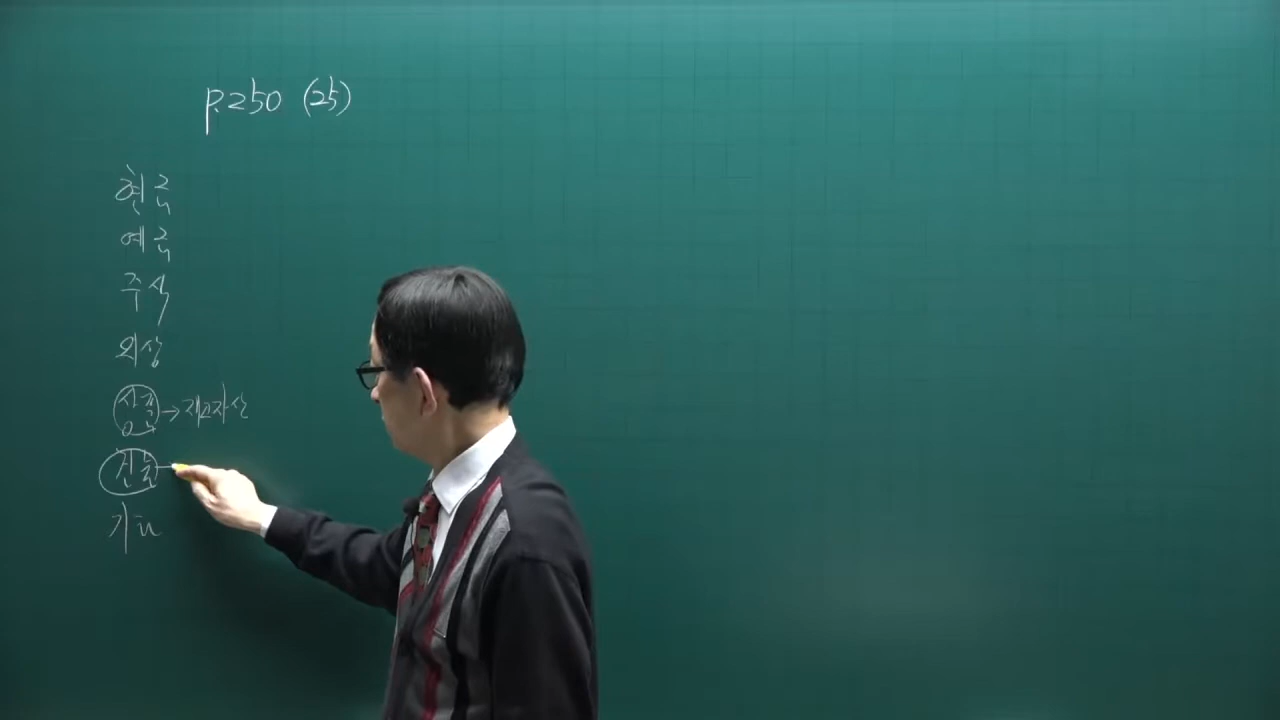 p.250 (25)
현금
예금
주식
외상
상품 → 재고자산
건물
기타